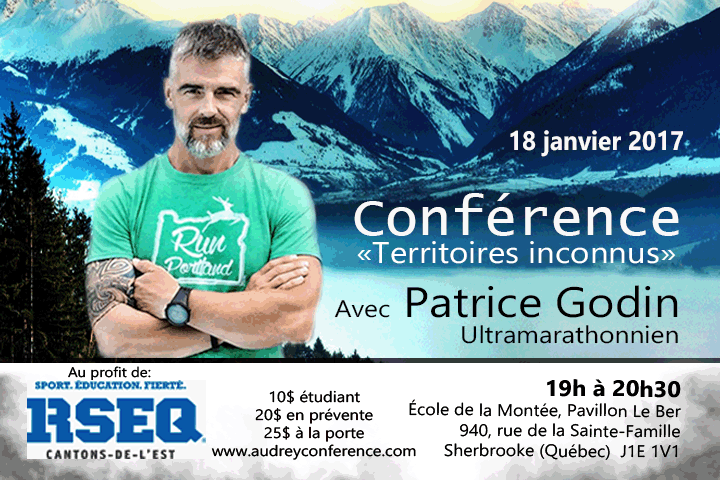 18 janvier 2017
Conférence
«Territoires inconnus»
Avec Patrice Godin
Ultramarathonnien
Run
Portland
Au profit de:
SPORT. ÉDUCATION. FIERTÉ.
RSEQ
CANTONS-DE-L'EST
10$ étudiant
20$ en prévente
25$ à la porte
www.audreyconference.com
19h à 20h30
École de la Montée, Pavillon Le Ber
940, rue de la Sainte-Famille
Sherbrooke (Québec) J1E 1V1